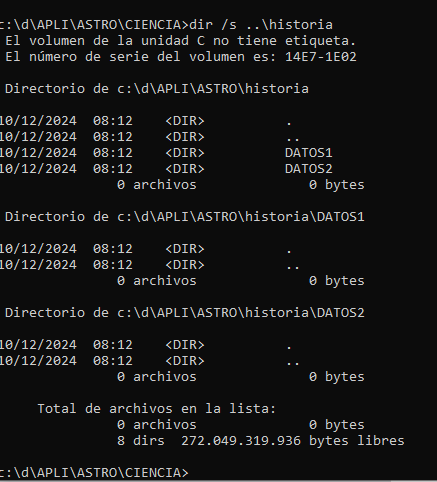 c:\d\APLI\ASTRO\CIENCIA>dir /s ..\historia
El volumen de la unidad C no tiene etiqueta.
El número de serie del volumen es: 14E7-1E02
Directorio de c:\d\APLI\ASTRO\historia
10/12/2024  08:12    <DIR>          .
10/12/2024  08:12    <DIR>          ..
10/12/2024  08:12    <DIR>          DATOS1
10/12/2024  08:12    <DIR>          DATOS2
0 archivos              0 bytes
Directorio de c:\d\APLI\ASTRO\historia\DATOS1
10/12/2024  08:12    <DIR>          .
10/12/2024  08:12    <DIR>          ..
0 archivos              0 bytes
Directorio de c:\d\APLI\ASTRO\historia\DATOS2
10/12/2024  08:12    <DIR>          .
10/12/2024  08:12    <DIR>          ..
0 archivos              0 bytes
Total de archivos en la lista:
0 archivos              0 bytes
8 dirs  272.049.319.936 bytes libres
c:\d\APLI\ASTRO\CIENCIA>